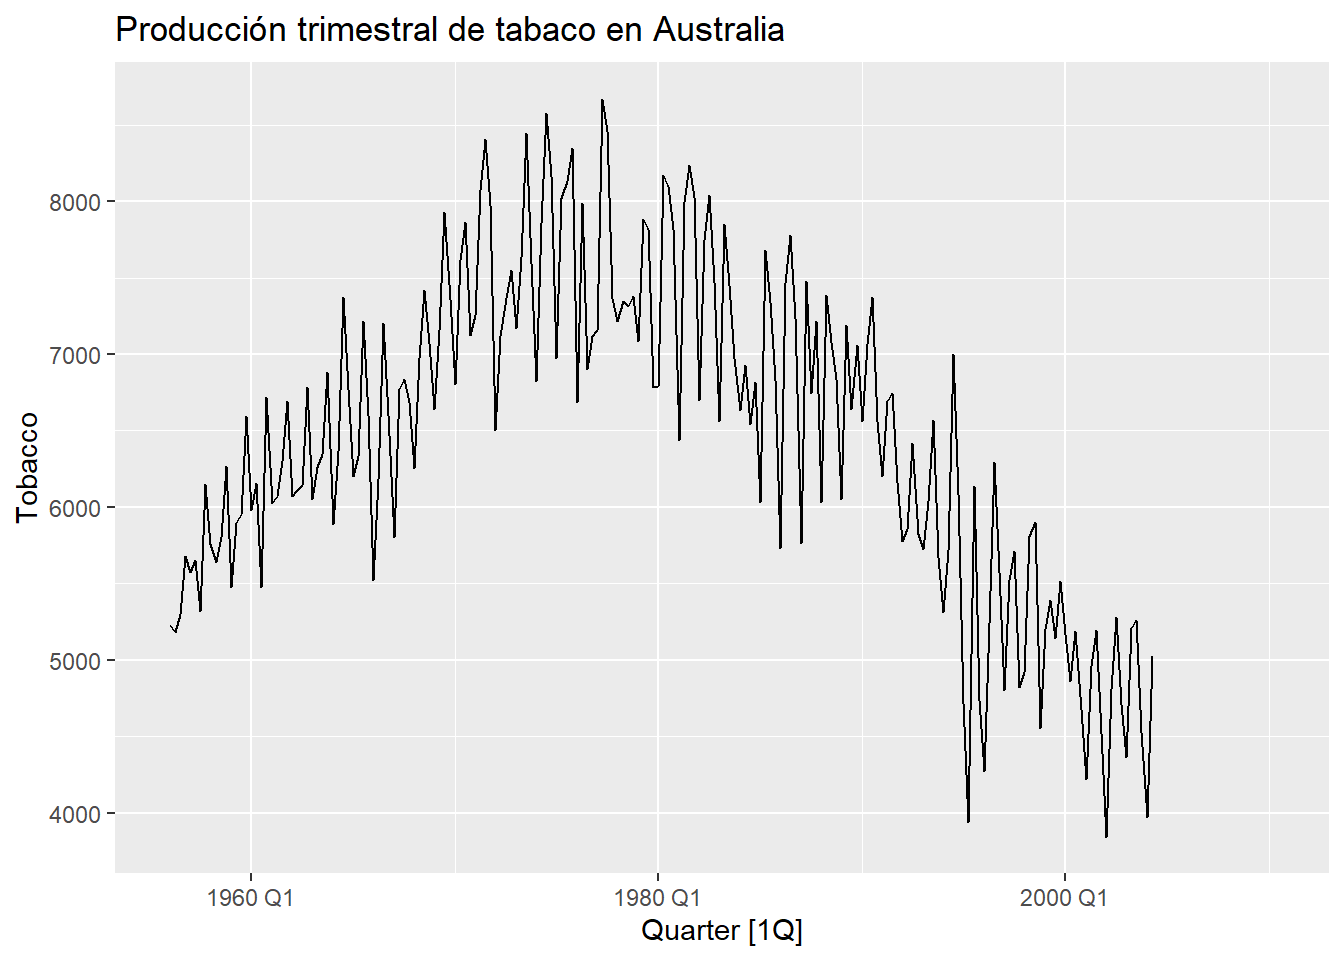 Producción trimestral de tabaco en Australia
Tobacco
8000
7000
6000
5000
4000
1960 Q1
1980 Q1
2000 Q1
Quarter [1Q]